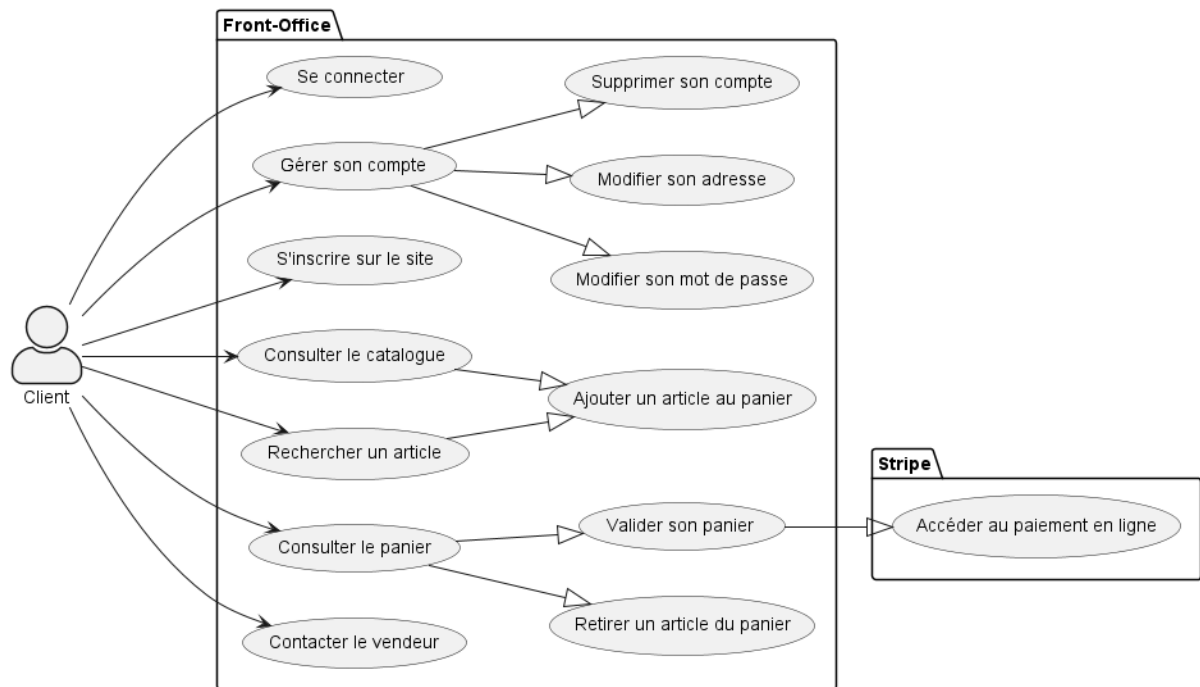 Front-Office
Se connecter
Supprimer son compte
Gérer son compte
Modifier son adresse
S'inscrire sur le site
Modifier son mot de passe
Client
Consulter le catalogue
Ajouter un article au panier
Rechercher un article
Stripe
Valider son panier
Accéder au paiement en ligne
Consulter le panier
Retirer un article du panier
Contacter le vendeur